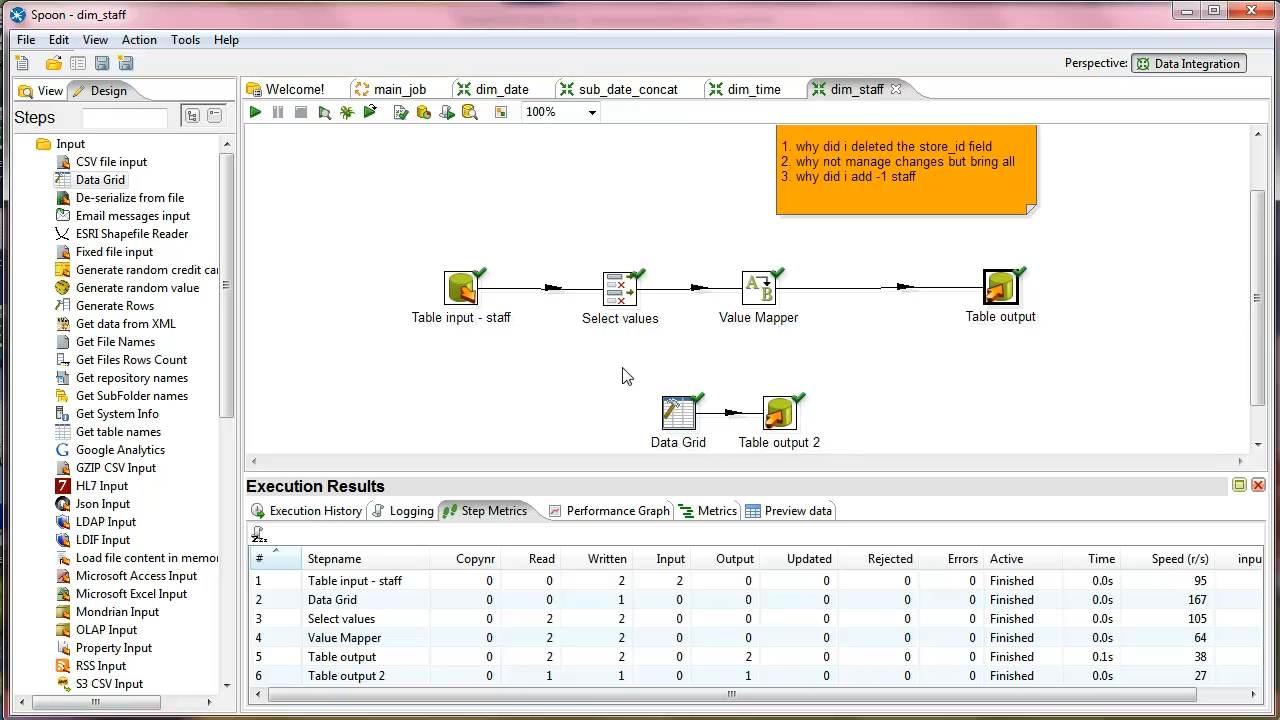 Spoon - dim_staff
File Edit View Action Tools Help
Perspective: Data Integration
View Design
Welcome! main_job dim_date sub_date_concat dim_time dim_staff
Steps
100%
Input
CSV file input
Data Grid
De-serialize from file
Email messages input
ESRI Shapefile Reader
Fixed file input
Generate random credit car
Generate random value
Generate Rows
Get data from XML
Get File Names
Get Files Rows Count
Get repository names
Get SubFolder names
Get System Info
Get table names
Google Analytics
GZIP CSV Input
HL7 Input
Json Input
LDAP Input
LDIF Input
Load file content in memor
Microsoft Access Input
Microsoft Excel Input
Mondrian Input
OLAP Input
Property Input
RSS Input
S3 CSV Input
1. why did i deleted the store_id field
2. why not manage changes but bring all
3. why did i add -1 staff
Table input - staff Select values Value Mapper Table output
Data Grid Table output 2
Execution Results
Execution History Logging Step Metrics Performance Graph Metrics Preview data
# Stepname Copynr Read Written Input Output Updated Rejected Errors Active Time Speed (r/s) inpu
1 Table input - staff 0 0 2 2 0 0 0 0 Finished 0.0s 95
2 Data Grid 0 0 1 0 0 0 0 0 Finished 0.0s 167
3 Select values 0 2 2 0 0 0 0 0 Finished 0.0s 105
4 Value Mapper 0 2 2 0 0 0 0 0 Finished 0.0s 64
5 Table output 0 2 2 0 2 0 0 0 Finished 0.1s 38
6 Table output 2 0 1 1 0 1 0 0 0 Finished 0.0s 27